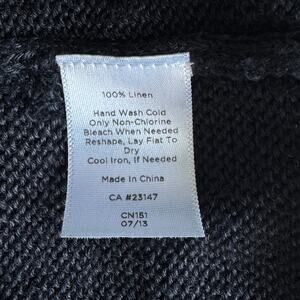 100% Linen
Hand Wash Cold
Only Non-Chlorine
Bleach When Needed
Reshape, Lay Flat To
Dry
Cool Iron, If Needed
Made In China
CA #23147
CN151
07/13